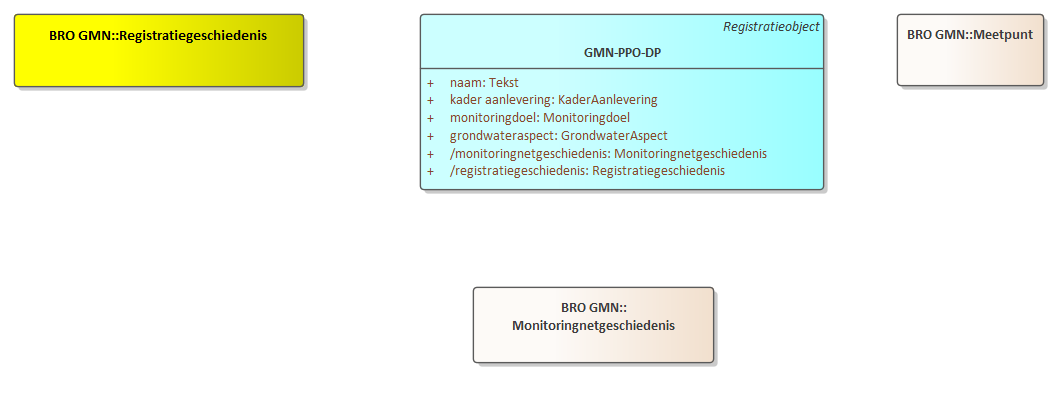 BRO GMN::Registratiegeschiedenis
Registratieobject
GMN-PPO-DP
+ naam: Tekst
+ kader aanlevering: KaderAanlevering
+ monitoringdoel: Monitoringdoel
+ grondwateraspect: GrondwaterAspect
+ /monitoringnetgeschiedenis: Monitoringnetgeschiedenis
+ /registratiegeschiedenis: Registratiegeschiedenis
BRO GMN::Meetpunt
BRO GMN::
Monitoringnetgeschiedenis